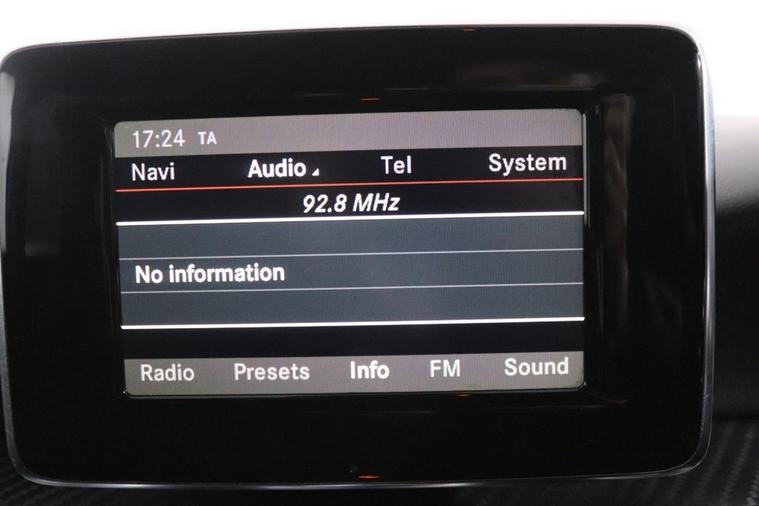 17:24 TA
Navi Audio Tel System
92.8 MHz
No information
Radio Presets Info FM Sound